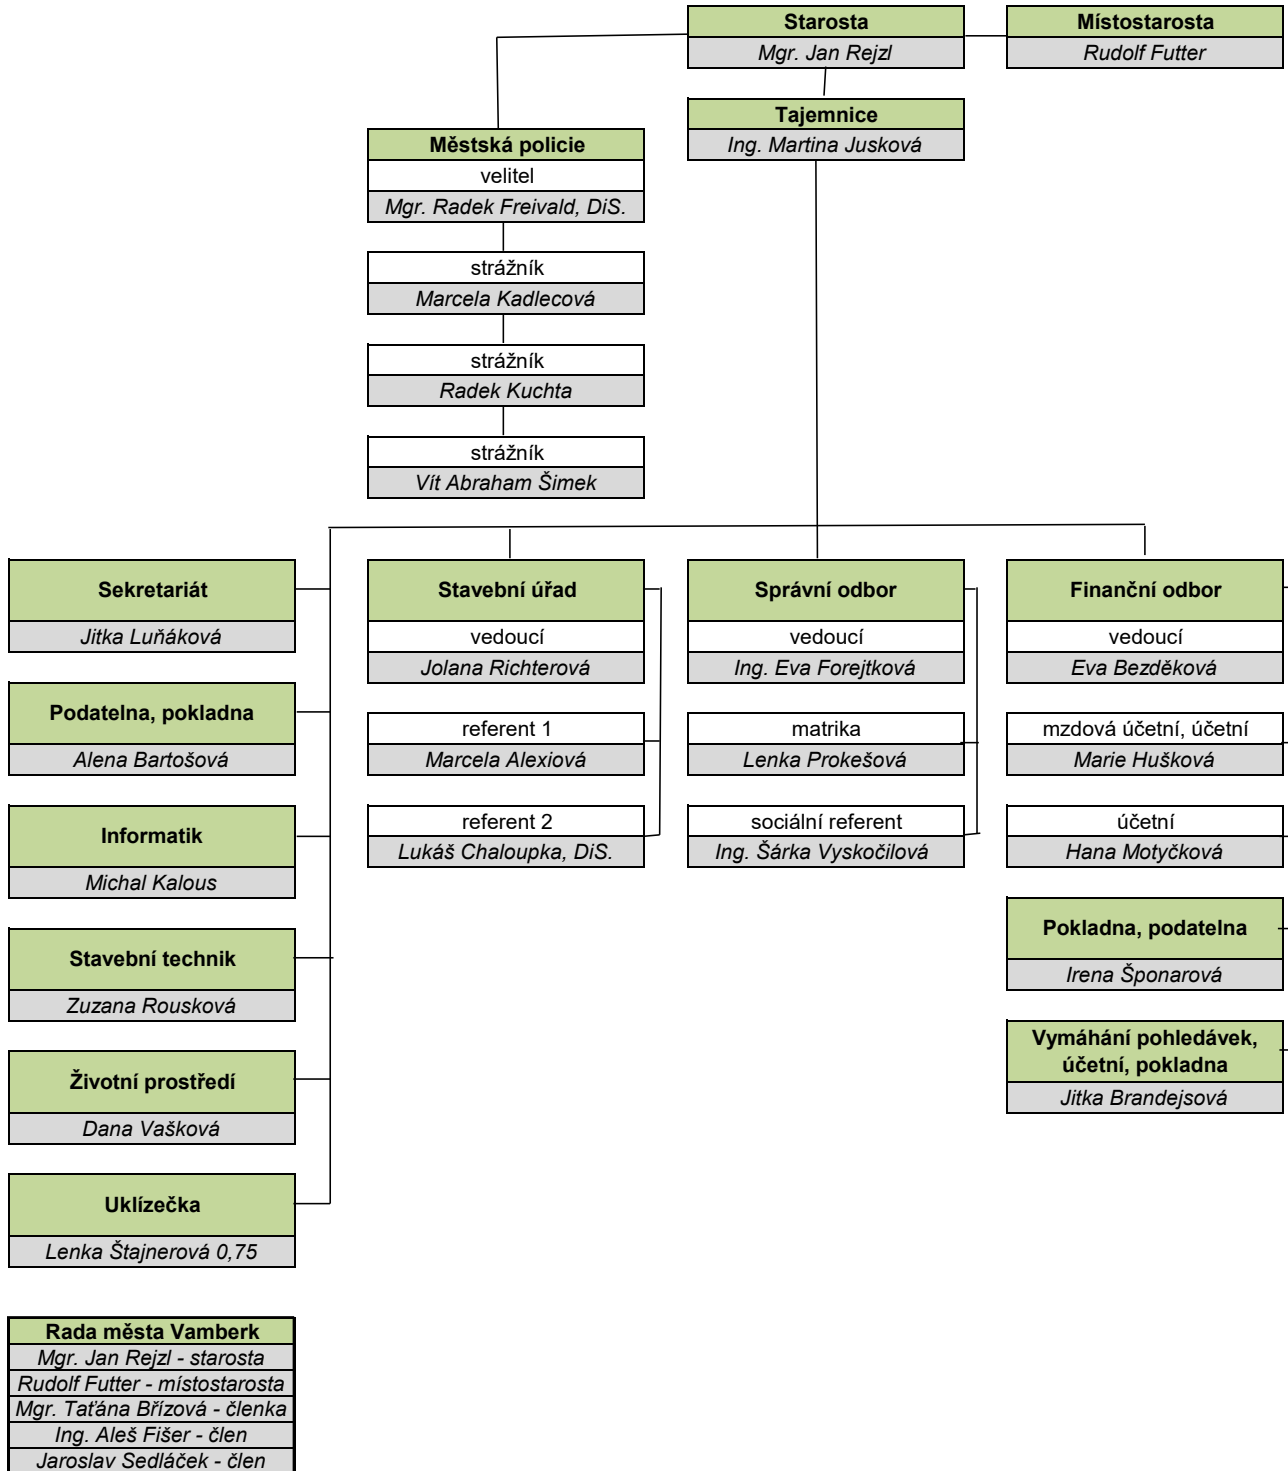 Starosta
Mgr. Jan Rejzl
Místostarosta
Rudolf Futter
Tajemnice
Ing. Martina Jusková
Městská policie
velitel
Mgr. Radek Freivald, DiS.
strážník
Marcela Kadlecová
strážník
Radek Kuchta
strážník
Vít Abraham Šimek
Sekretariát
Jitka Luňáková
Podatelna, pokladna
Alena Bartošová
Informatik
Michal Kalous
Stavební technik
Zuzana Rousková
Životní prostředí
Dana Vašková
Uklízečka
Lenka Štajnerová 0,75
Stavební úřad
vedoucí
Jolana Richterová
referent 1
Marcela Alexiová
referent 2
Lukáš Chaloupka, DiS.
Správní odbor
vedoucí
Ing. Eva Forejtková
matrika
Lenka Prokešová
sociální referent
Ing. Šárka Vyskočilová
Finanční odbor
vedoucí
Eva Bezděková
mzdová účetní, účetní
Marie Hušková
účetní
Hana Motyčková
Pokladna, podatelna
Irena Šponarová
Vymáhání pohledávek,
účetní, pokladna
Jitka Brandejsová
Rada města Vamberk
Mgr. Jan Rejzl - starosta
Rudolf Futter - místostarosta
Mgr. Taťána Břízová - členka
Ing. Aleš Fišer - člen
Jaroslav Sedláček - člen